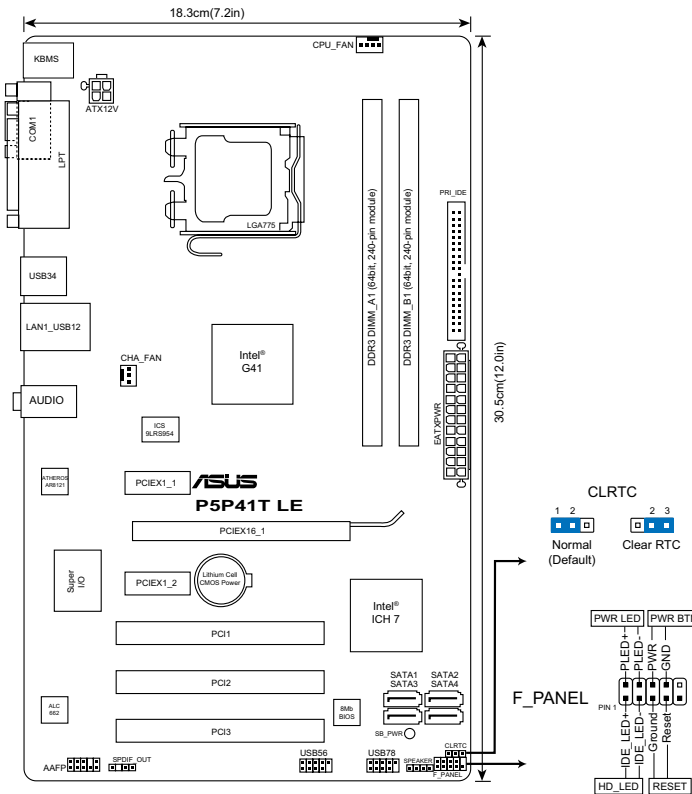 18.3cm(7.2in)
CPU_FAN
KBMS
ATX12V
COM1
LPT
LGA775
DDR3 DIMM_A1 (64bit, 240-pin module)
DDR3 DIMM_B1 (64bit, 240-pin module)
PRI_IDE
USB34
LAN1_USB12
CHA_FAN
Intel®
G41
30.5cm(12.0in)
AUDIO
ICS
9LRS954
EATXPWR
ATHEROS
AR8121
PCIEX1_1
ASUS
P5P41T LE
PCIEX16_1
CLRTC
1 2
2 3
Normal
(Default)
Clear RTC
Super
I/O
PCIEX1_2
Lithium Cell
CMOS Power
Intel®
ICH 7
PCI1
PCI2
SATA1
SATA3
SATA2
SATA4
ALC
662
8Mb
BIOS
PCI3
SB_PWR
AAFP
SPDIF_OUT
USB56
USB78
SPEAKER
CLRTC
F_PANEL
F_PANEL
PWR LED
PWR BTN
PLED+
PLED-
PWR
GND
PIN 1
IDE_LED+
IDE_LED-
Ground
Reset
HD_LED
RESET